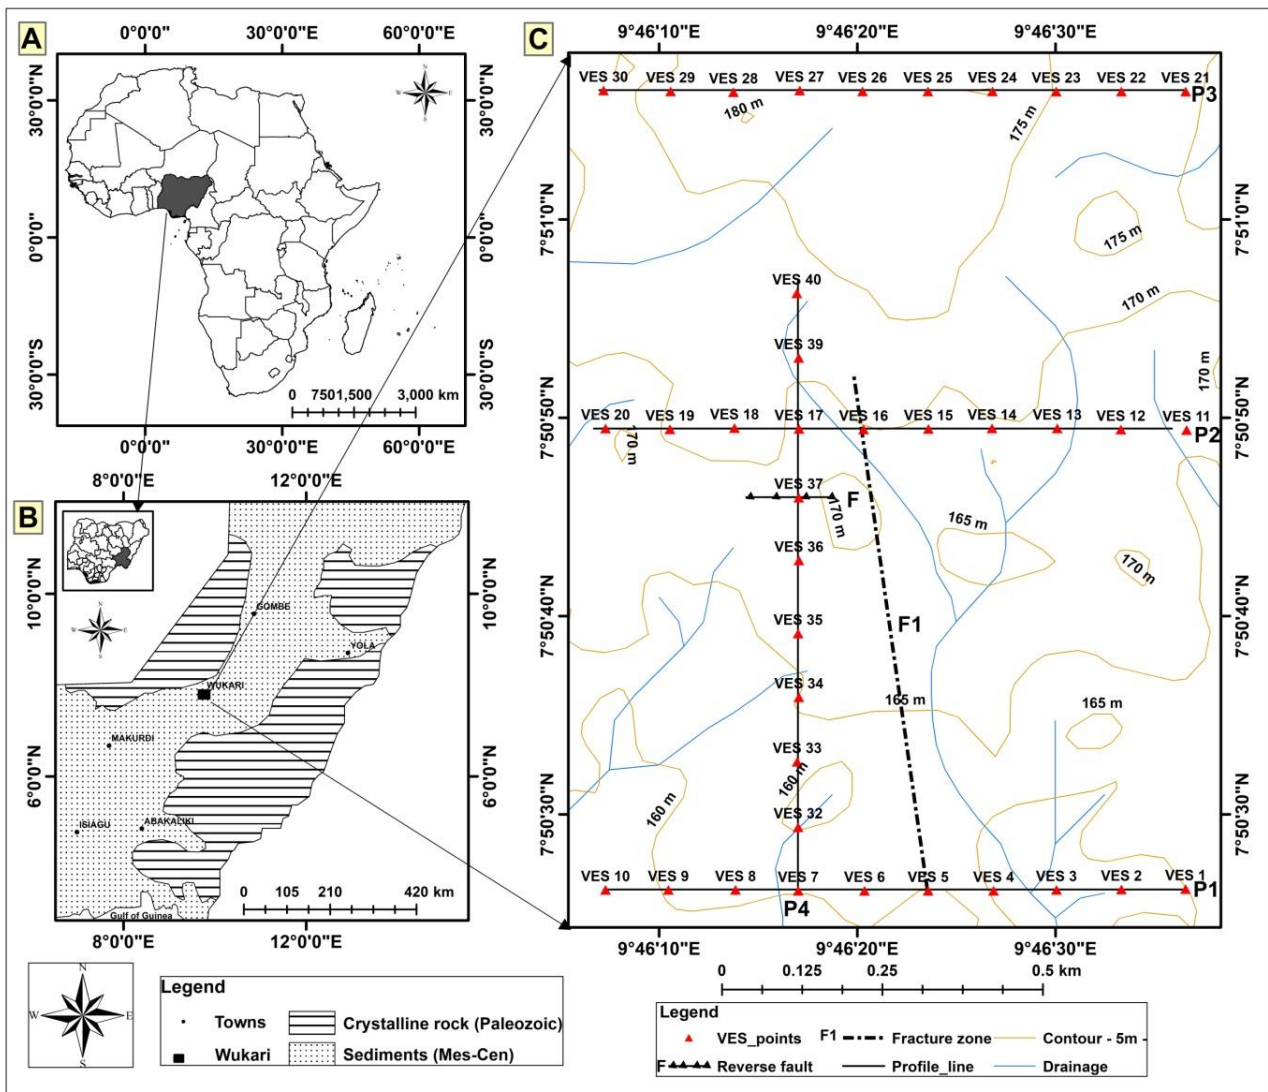 A
0°0'0"E 30°0'0"E 60°0'0"E
30°0'0"N
0°0'0"
30°0'0"S
30°0'0"N
0°0'0"
30°0'0"S
N
W E
S
0 750 1,500 3,000 km
0°0'0"E 30°0'0"E 60°0'0"E
B
8°0'0"E 12°0'0"E
10°0'0"N
6°0'0"N
10°0'0"N
6°0'0"N
GOMBE
YOLA
WUKARI
MAKURDI
ISIAGU
ABAKALIKI
0 105 210 420 km
Gulf of Guinea
8°0'0"E 12°0'0"E
N
W E
S
Legend
Towns
Crystalline rock (Paleozoic)
Wukari
Sediments (Mes-Cen)
C
9°46'10"E 9°46'20"E 9°46'30"E
VES 30 VES 29 VES 28 VES 27 VES 26 VES 25 VES 24 VES 23 VES 22 VES 21
P3
180 m
175 m
7°51'0"N
7°51'0"N
175 m
VES 40
170 m
VES 39
170 m
7°50'50"N
7°50'50"N
VES 20 VES 19 VES 18 VES 17 VES 16 VES 15 VES 14 VES 13 VES 12 VES 11
P2
170 m
VES 37
F
170 m
165 m
VES 36
170 m
7°50'40"N
7°50'40"N
VES 35
F1
VES 34
165 m
165 m
VES 33
160 m
160 m
7°50'30"N
7°50'30"N
VES 32
VES 10 VES 9 VES 8 VES 7 VES 6 VES 5 VES 4 VES 3 VES 2 VES 1
P1
P4
9°46'10"E 9°46'20"E 9°46'30"E
0 0.125 0.25 0.5 km
Legend
VES_points F1 Fracture zone Contour - 5m -
F Reverse fault Profile_line Drainage